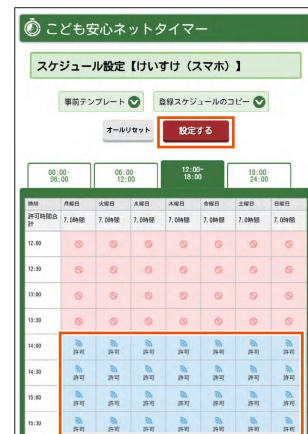 こども安心ネットタイマー
スケジュール設定【けいすけ（スマホ）】
事前テンプレート 登録スケジュールのコピー
オールリセット 設定する
00:00-06:00 06:00-12:00 12:00-18:00 18:00-24:00
時刻 月曜日 火曜日 水曜日 木曜日 金曜日 土曜日 日曜日
許可時間合計 7.0時間 7.0時間 7.0時間 7.0時間 7.0時間 7.0時間 7.0時間
12:00
12:30
13:00
13:30
14:00 許可 許可 許可 許可 許可 許可 許可
14:30 許可 許可 許可 許可 許可 許可 許可
15:00 許可 許可 許可 許可 許可 許可 許可
15:30 許可 許可 許可 許可 許可 許可 許可